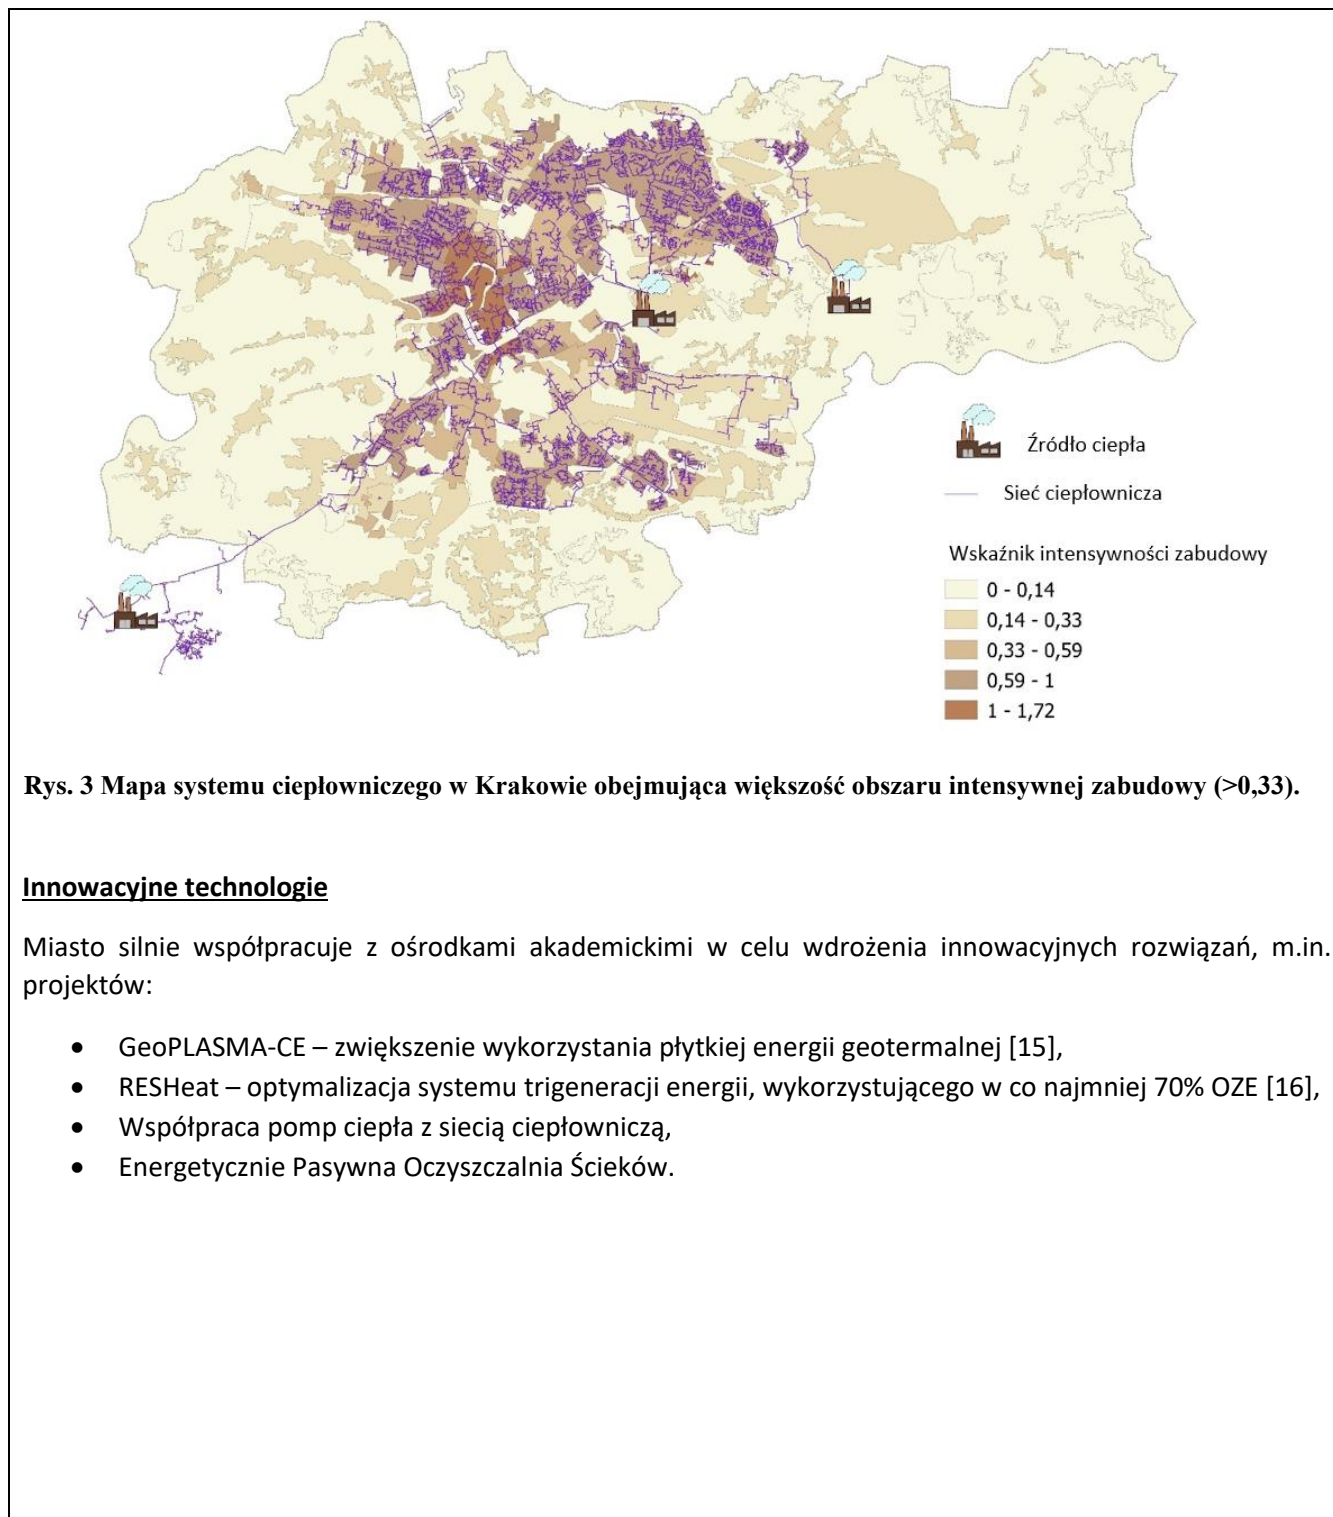 Źródło ciepła
Sieć ciepłownicza
Wskaźnik intensywności zabudowy
0 - 0,14
0,14 - 0,33
0,33 - 0,59
0,59 - 1
1 - 1,72
Rys. 3 Mapa systemu ciepłowniczego w Krakowie obejmująca większość obszaru intensywnej zabudowy (>0,33).
Innowacyjne technologie
Miasto silnie współpracuje z ośrodkami akademickimi w celu wdrożenia innowacyjnych rozwiązań, m.in.
projektów:
• GeoPLASMA-CE – zwiększenie wykorzystania płytkiej energii geotermalnej [15],
• RESHeat – optymalizacja systemu trigeneracji energii, wykorzystującego w co najmniej 70% OZE [16],
• Współpraca pomp ciepła z siecią ciepłowniczą,
• Energetycznie Pasywna Oczyszczalnia Ścieków.